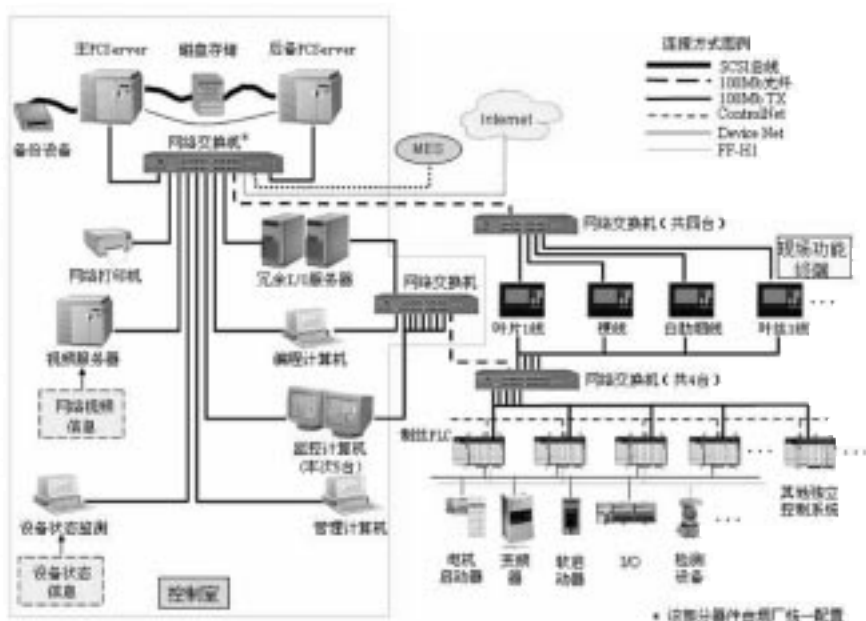 主PCServer
磁盘存储
后备PCServer
备份设备
网络交换机*
连接方式图例
SCSI总线
100Mb光纤
100Mb TX
ControlNet
Device Net
FF-H1
Internet
MES
网络打印机
冗余I/O服务器
网络交换机
网络交换机(共四台)
现场功能
终端
叶片1线
梗线
叶丝3线
...
视频服务器
编程计算机
网络视频
信息
网络交换机(共4台)
监控计算机
制丝PLC
...
...
设备状态监测
管理计算机
其他独立
控制系统
设备状态
信息
控制室
电机
启动器
变频
器
软启
动器
I/O
检测
设备
...